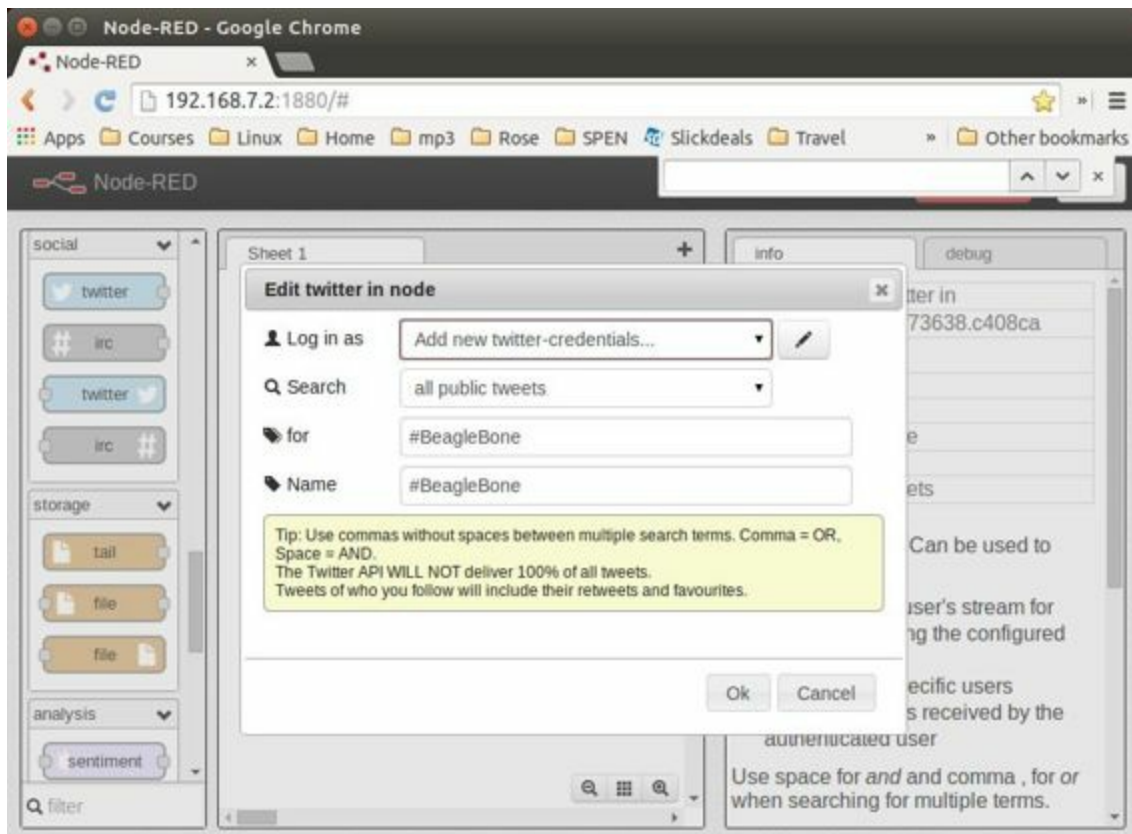 Node-RED - Google Chrome
Node-RED
192.168.7.2:1880/#
Apps Courses Linux Home mp3 Rose SPEN Slickdeals Travel » Other bookmarks
Node-RED
social
twitter
irc
twitter
irc
storage
tail
file
file
analysis
sentiment
filter
Sheet 1
Edit twitter in node
Log in as
Add new twitter-credentials...
Search
all public tweets
for
#BeagleBone
Name
#BeagleBone
Tip: Use commas without spaces between multiple search terms. Comma = OR,
Space = AND.
The Twitter API WILL NOT deliver 100% of all tweets.
Tweets of who you follow will include their retweets and favourites.
Ok
Cancel
info
debug
tter in
73638.c408ca
e
ets
Can be used to
user's stream for
ng the configured
ecific users
s received by the
authenticated user
Use space for and and comma , for or
when searching for multiple terms.